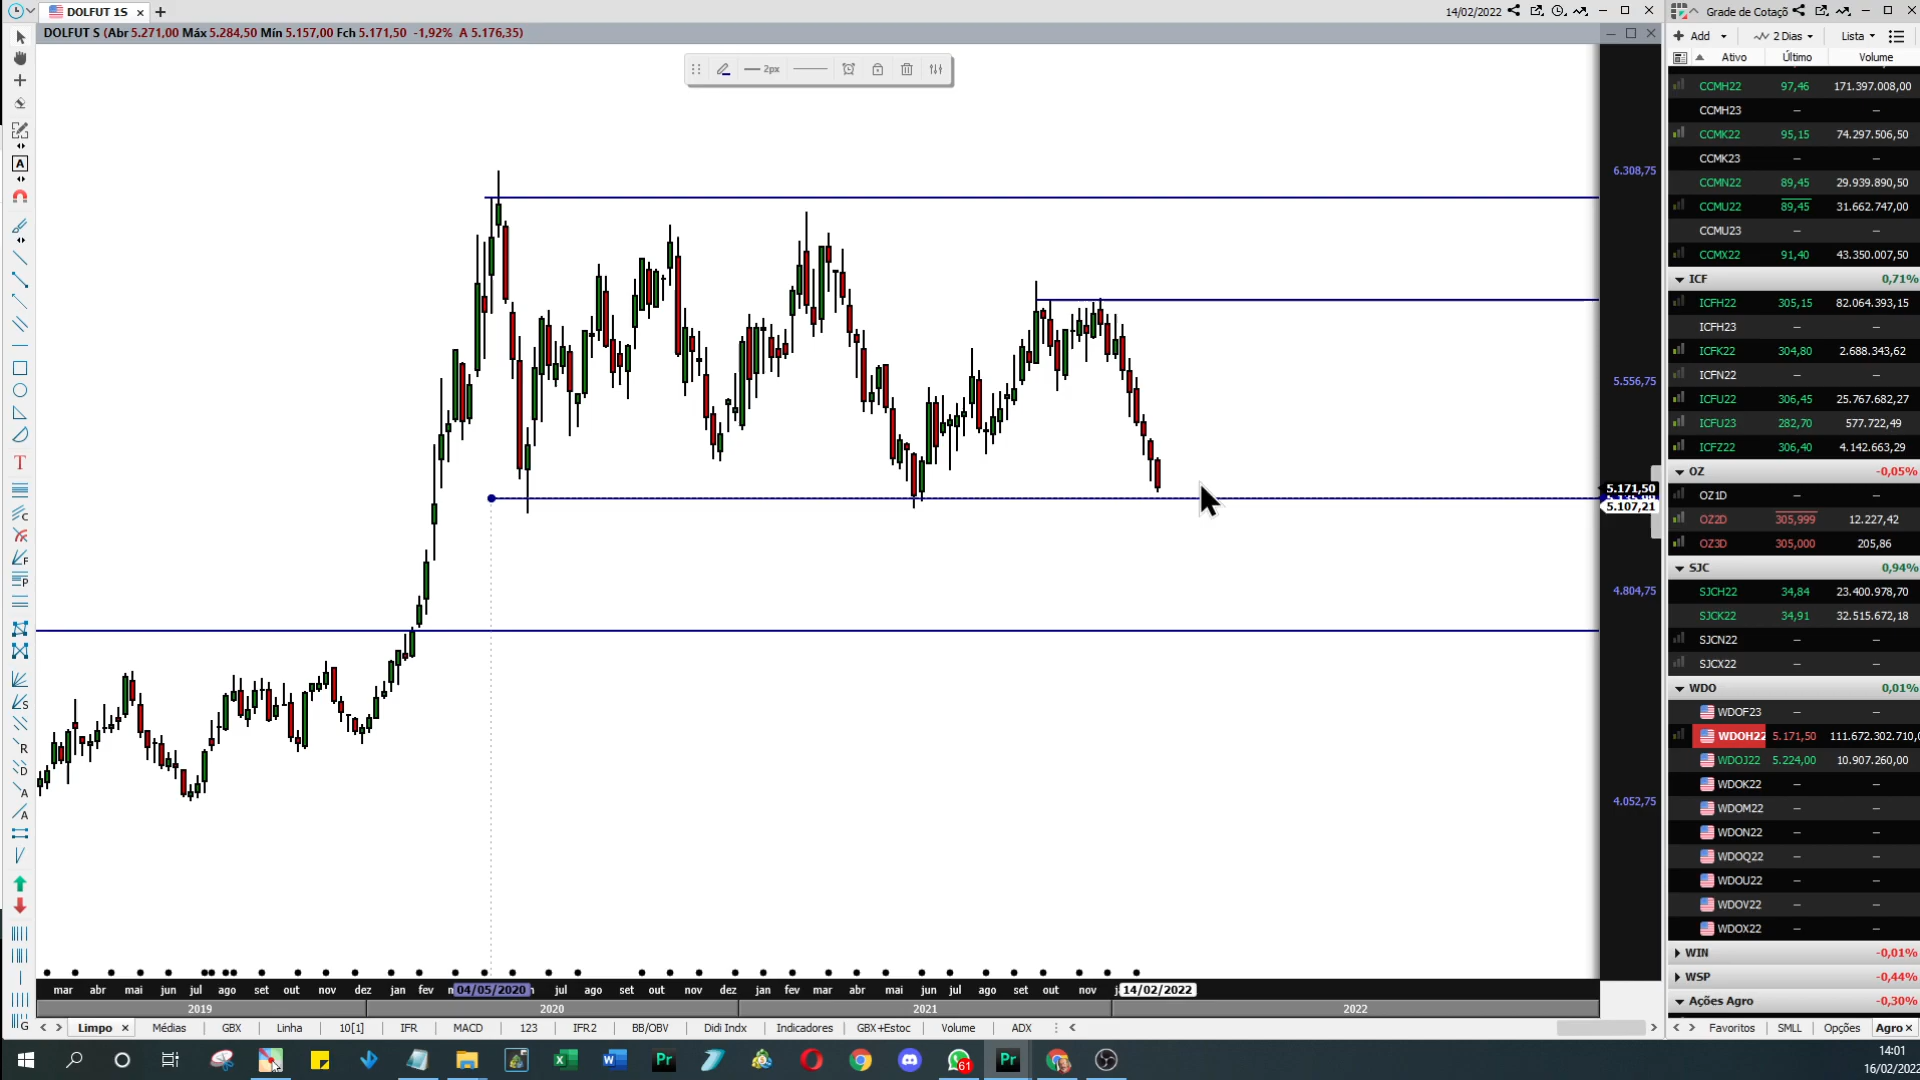 DOLFUT 1S × +
14/02/2022
DOLFUT S (Abr 5.271,00 Máx 5.284,50 Mín 5.157,00 Fch 5.171,50 -1,92% A 5.176,35)
2px
6.308,75
5.556,75
5.171,50
5.107,21
4.804,75
4.052,75
mar abr mai jun jul ago set out nov dez jan fev 04/05/2020 jul ago set out nov dez jan fev mar abr mai jun jul ago set out nov 14/02/2022
2019 2020 2021 2022
Limpo × Médias GBX Linha 10[1] IFR MACD 123 IFR2 BB/OBV Didi Indx Indicadores GBX+Estoc Volume ADX
Grade de Cotaçõ
Add 2 Dias Lista
Ativo Último Volume
CCMH22 97,46 171.397.008,00
CCMH23 – –
CCMK22 95,15 74.297.506,50
CCMK23 – –
CCMN22 89,45 29.939.890,50
CCMU22 89,45 31.662.747,00
CCMU23 – –
CCMX22 91,40 43.350.007,50
ICF 0,71%
ICFH22 305,15 82.064.393,15
ICFH23 – –
ICFK22 304,80 2.688.343,62
ICFN22 – –
ICFU22 306,45 25.767.682,27
ICFU23 282,70 577.722,49
ICFZ22 306,40 4.142.663,29
OZ -0,05%
OZ1D – –
OZ2D 305,999 12.227,42
OZ3D 305,000 205,86
SJC 0,94%
SJCH22 34,84 23.400.978,70
SJCK22 34,91 32.515.672,18
SJCN22 – –
SJCX22 – –
WDO 0,01%
WDOF23 – –
WDOH22 5.171,50 111.672.302.710,0
WDOJ22 5.224,00 10.907.260,00
WDOK22 – –
WDOM22 – –
WDON22 – –
WDOQ22 – –
WDOU22 – –
WDOV22 – –
WDOX22 – –
WIN -0,01%
WSP -0,44%
Ações Agro -0,30%
Favoritos SMLL Opções Agro ×
Pr
61
Pr
14:01
16/02/2022